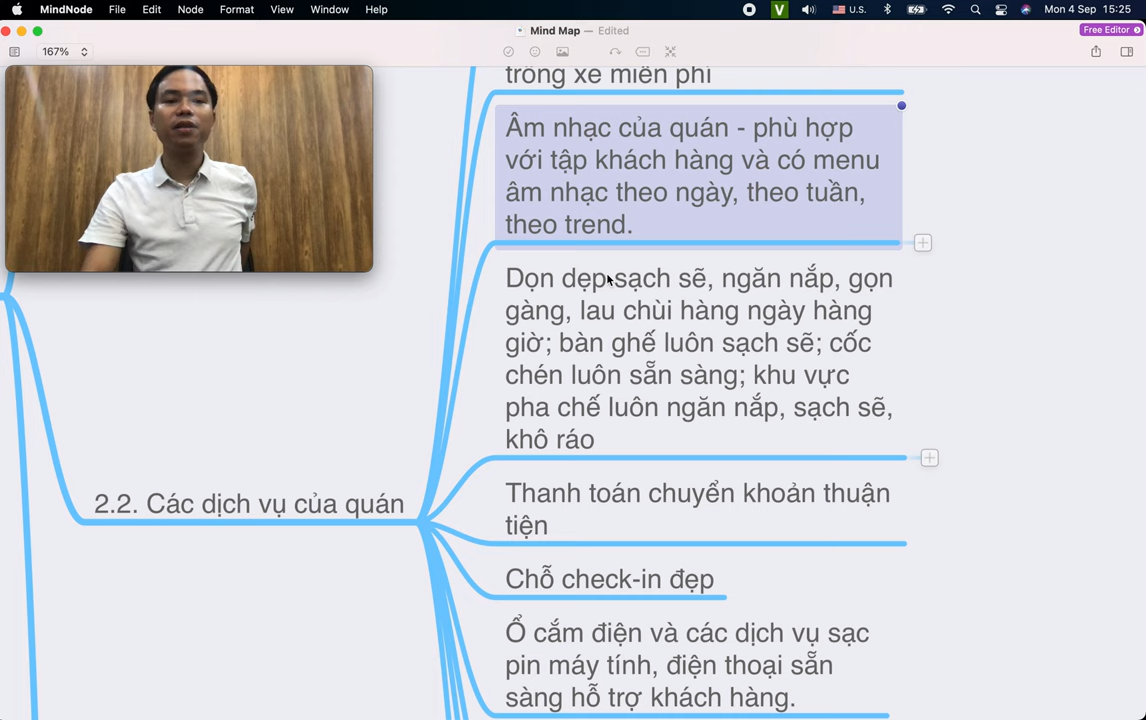 MindNode File Edit Node Format View Window Help V U.S. Mon 4 Sep 15:25
Mind Map — Edited
Free Editor
167%
trong xe miễn phí
Âm nhạc của quán - phù hợp
với tập khách hàng và có menu
âm nhạc theo ngày, theo tuần,
theo trend.
Dọn dẹp sạch sẽ, ngăn nắp, gọn
gàng, lau chùi hàng ngày hàng
giờ; bàn ghế luôn sạch sẽ; cốc
chén luôn sẵn sàng; khu vực
pha chế luôn ngăn nắp, sạch sẽ,
khô ráo
2.2. Các dịch vụ của quán
Thanh toán chuyển khoản thuận
tiện
Chỗ check-in đẹp
Ổ cắm điện và các dịch vụ sạc
pin máy tính, điện thoại sẵn
sàng hỗ trợ khách hàng.